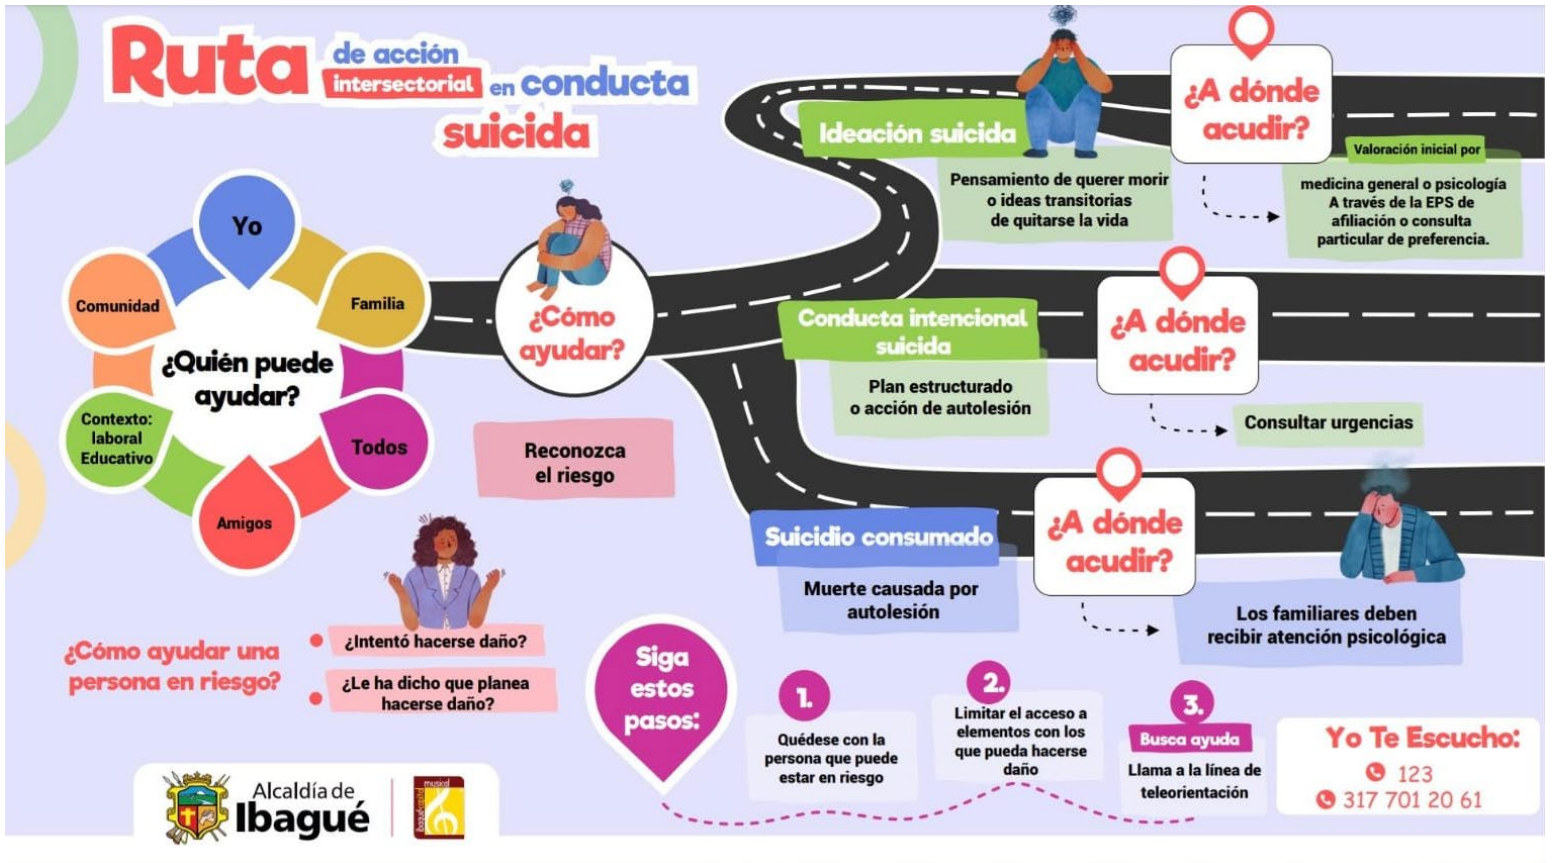 Ruta
de acción
intersectorial en conducta
suicida
Yo
Familia
Todos
Amigos
Contexto:
laboral
Educativo
Comunidad
¿Quién puede
ayudar?
¿Cómo
ayudar?
Reconozca
el riesgo
Ideación suicida
Pensamiento de querer morir
o ideas transitorias
de quitarse la vida
¿A dónde
acudir?
Valoración inicial por
medicina general o psicología
A través de la EPS de
afiliación o consulta
particular de preferencia.
Conducta intencional
suicida
Plan estructurado
o acción de autolesión
¿A dónde
acudir?
Consultar urgencias
Suicidio consumado
Muerte causada por
autolesión
¿A dónde
acudir?
Los familiares deben
recibir atención psicológica
¿Cómo ayudar una
persona en riesgo?
¿Intentó hacerse daño?
¿Le ha dicho que planea
hacerse daño?
Siga
estos
pasos:
1.
Quédese con la
persona que puede
estar en riesgo
2.
Limitar el acceso a
elementos con los
que pueda hacerse
daño
3.
Busca ayuda
Llama a la línea de
teleorientación
Yo Te Escucho:
123
317 701 20 61
Alcaldía de
Ibagué
musical